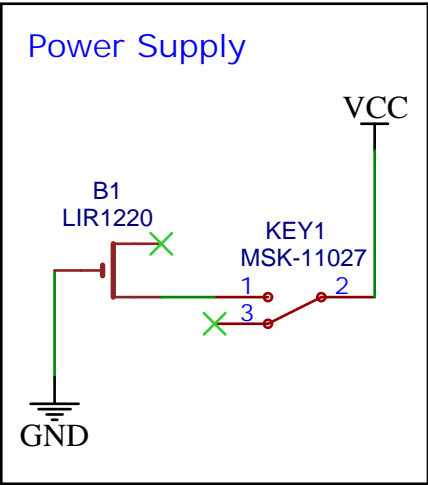 Power Supply
VCC
B1
LIR1220
KEY1
MSK-11027
1
2
3
GND